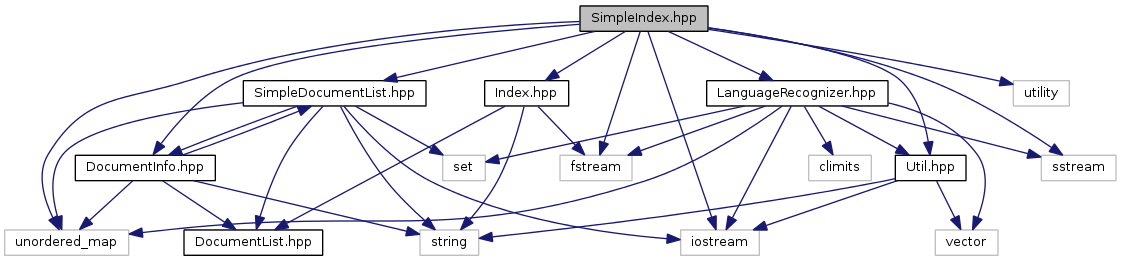 SimpleIndex.hpp
SimpleDocumentList.hpp
Index.hpp
LanguageRecognizer.hpp
utility
DocumentInfo.hpp
set
fstream
climits
Util.hpp
sstream
unordered_map
DocumentList.hpp
string
iostream
vector